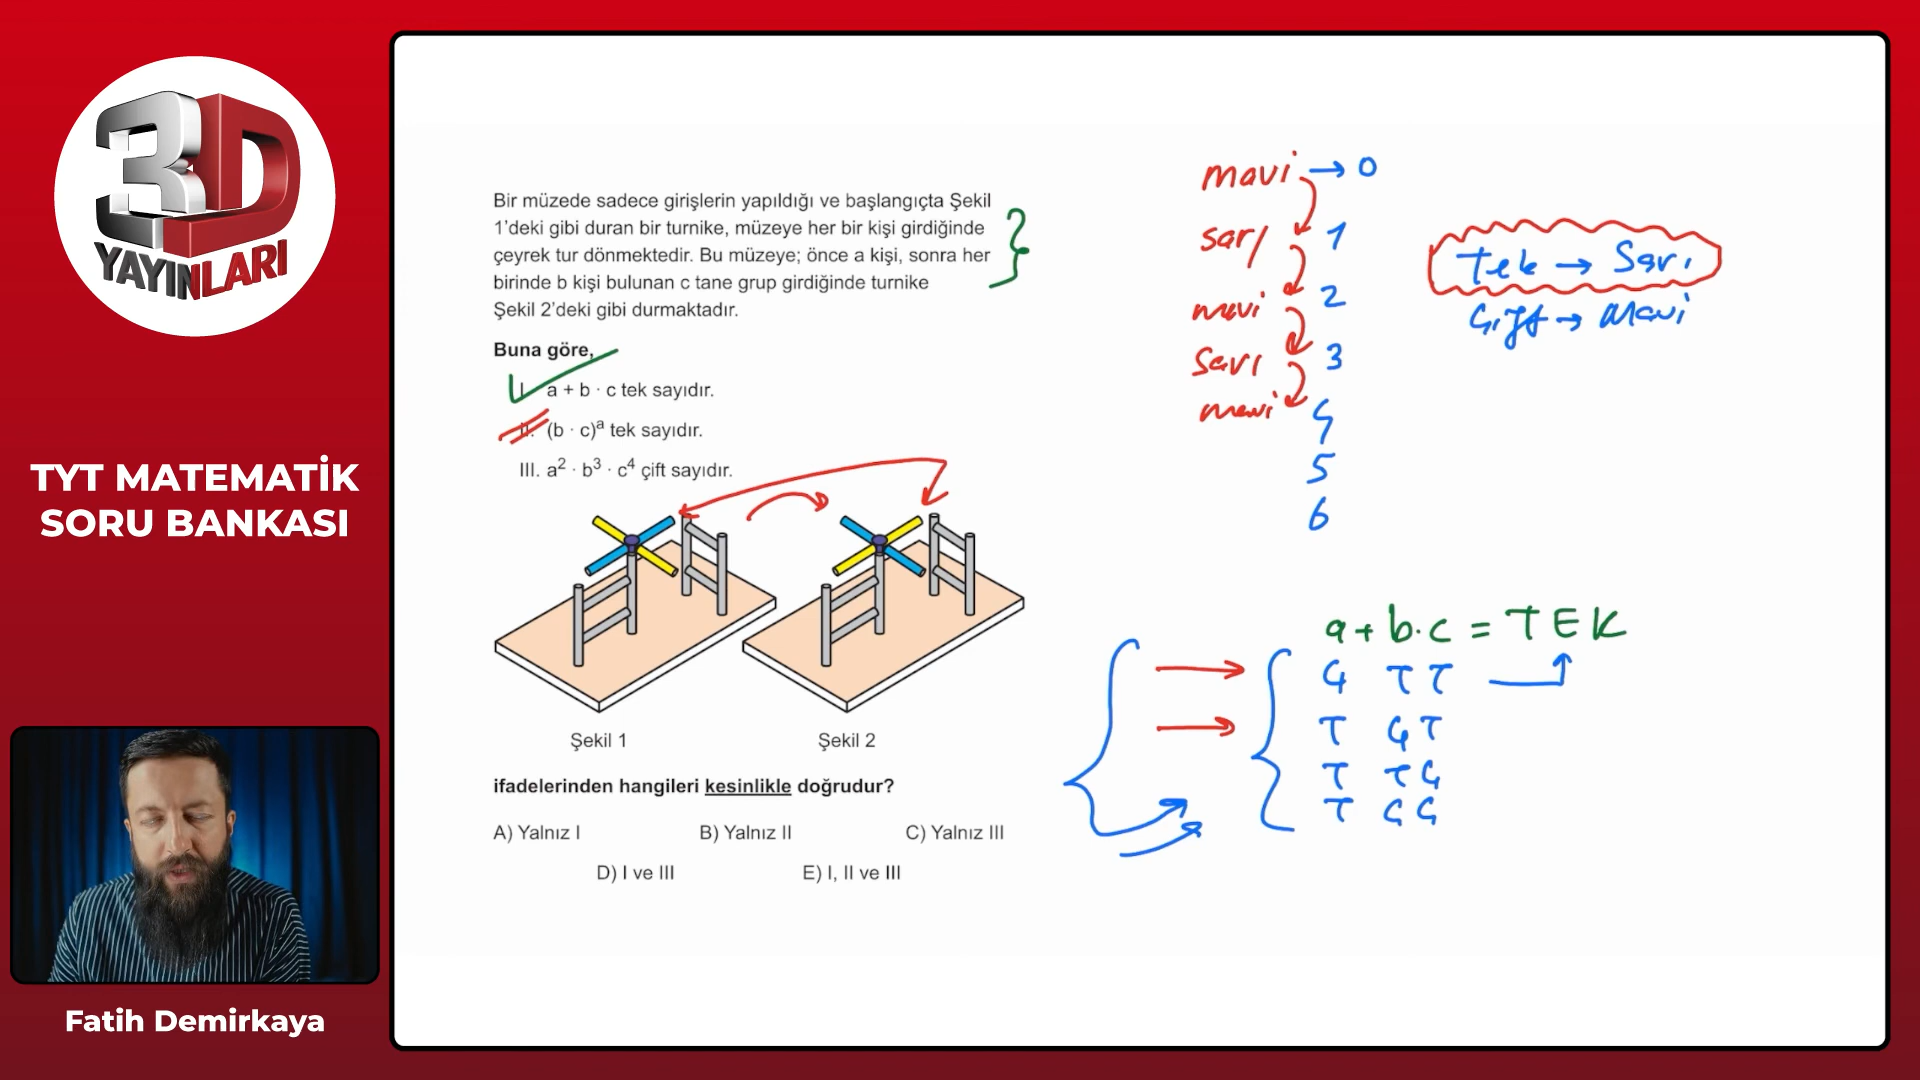 3D
YAYINLARI
TYT MATEMATİK
SORU BANKASI
Fatih Demirkaya
Bir müzede sadece girişlerin yapıldığı ve başlangıçta Şekil
1'deki gibi duran bir turnike, müzeye her bir kişi girdiğinde
çeyrek tur dönmektedir. Bu müzeye; önce a kişi, sonra her
birinde b kişi bulunan c tane grup girdiğinde turnike
Şekil 2'deki gibi durmaktadır.
Buna göre,
I. a + b · c tek sayıdır.
II. (b · c)ᵃ tek sayıdır.
III. a² · b³ · c⁴ çift sayıdır.
Şekil 1
Şekil 2
ifadelerinden hangileri kesinlikle doğrudur?
A) Yalnız I
B) Yalnız II
C) Yalnız III
D) I ve III
E) I, II ve III
mavi → 0
sarı 1
mavi 2
sarı 3
mavi 4
5
6
Tek → Sarı
Çift → Mavi
a + b · c = TEK
Ç T T
T Ç T
T T Ç
T Ç Ç